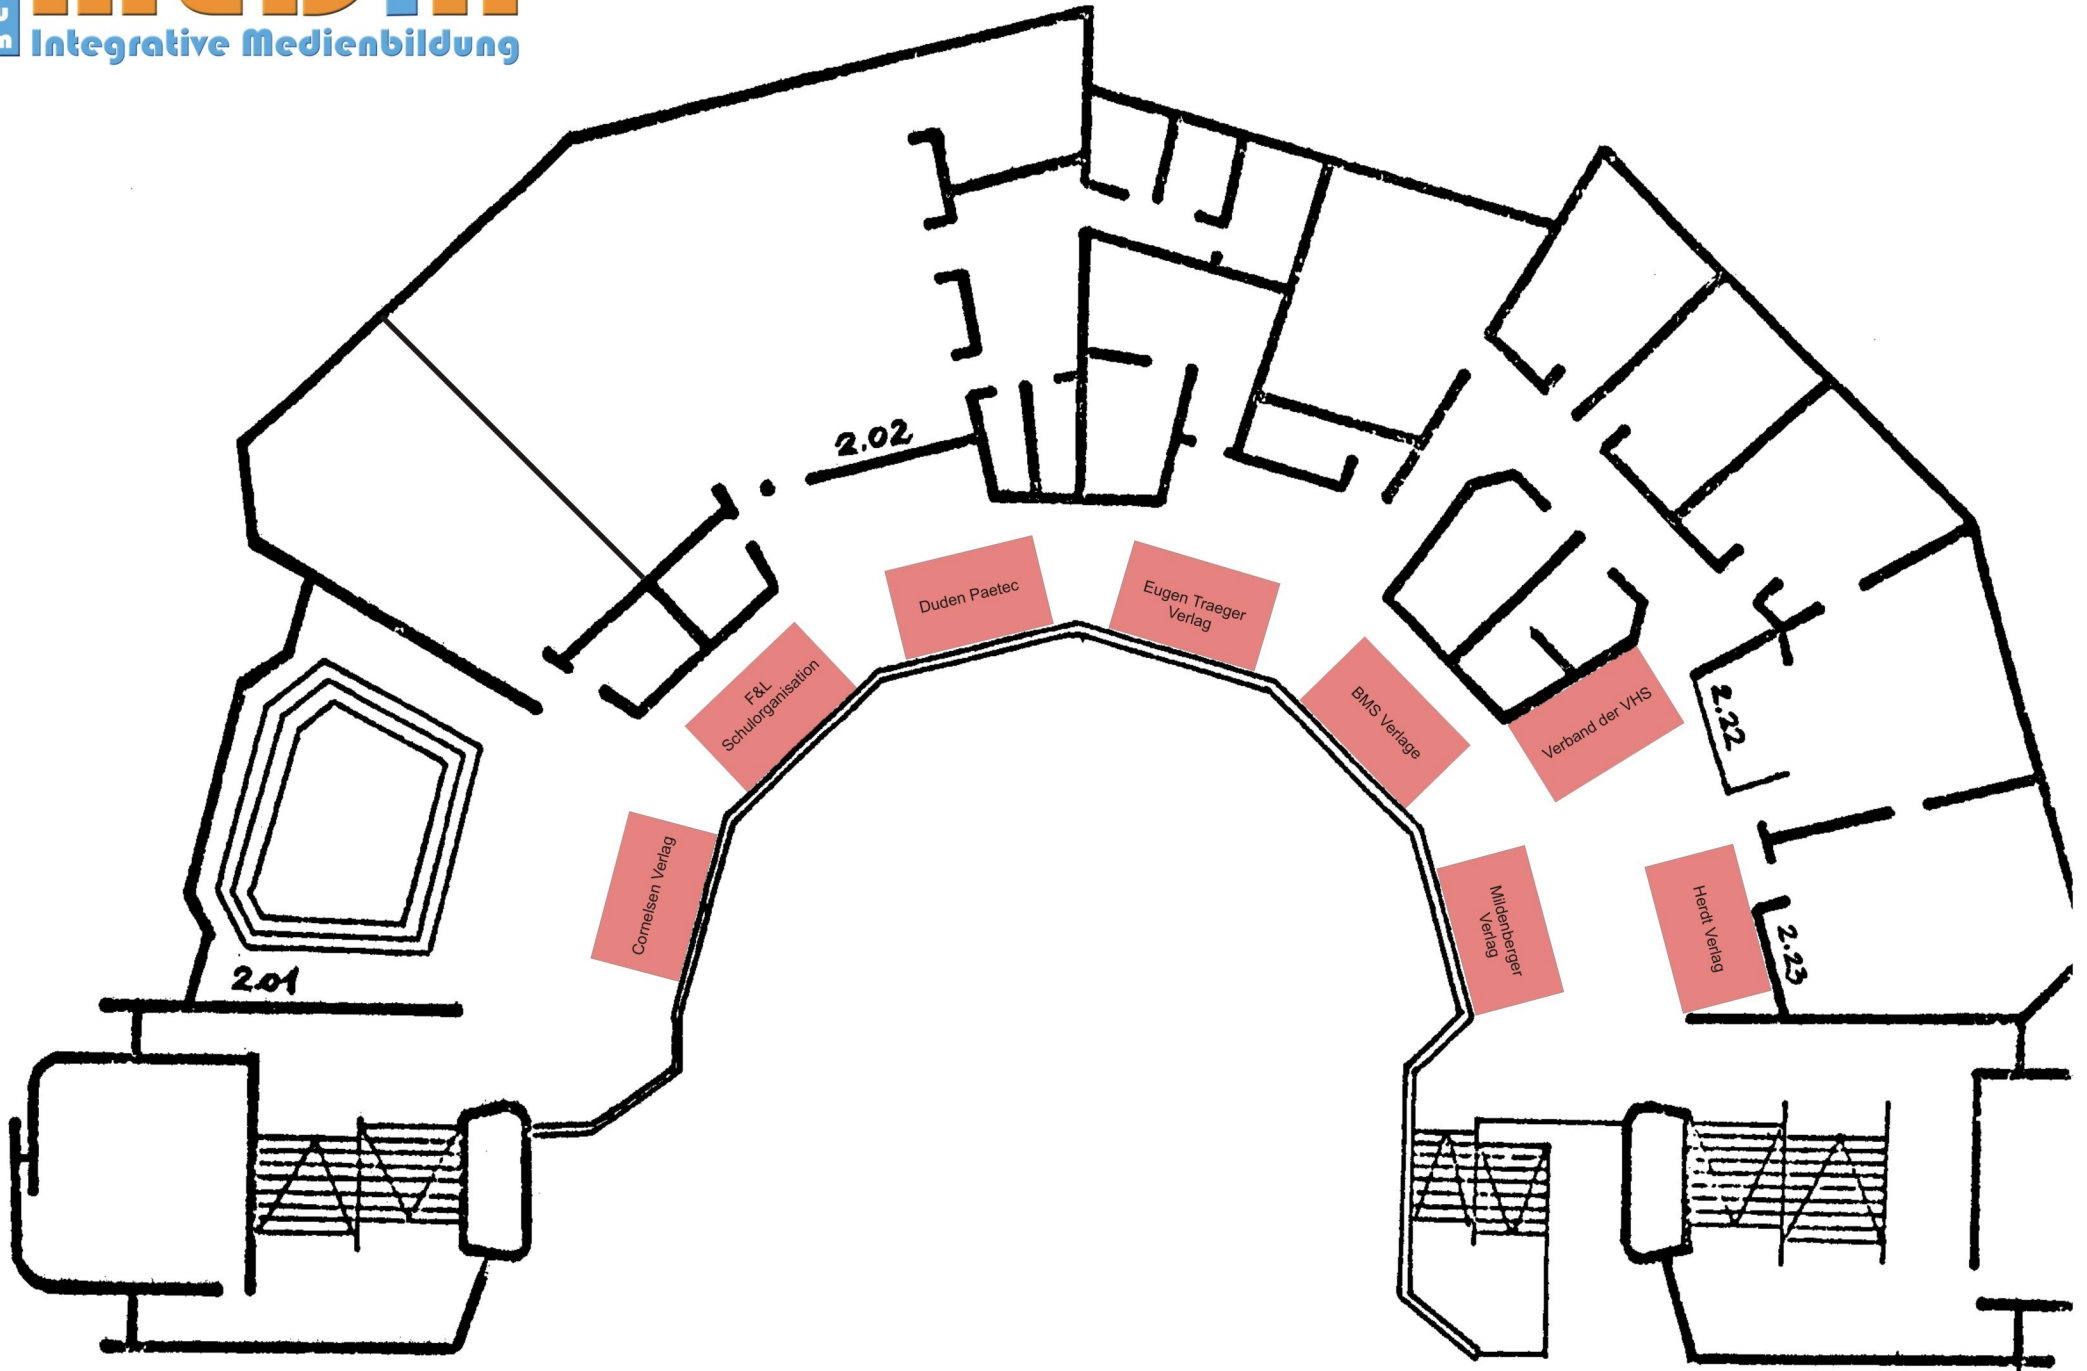 Integrative Medienbildung
2.02
Duden Paetec
Eugen Traeger
Verlag
F&L
Schulorganisation
BMS Verlage
Verband der VHS
2.22
Cornelsen Verlag
Mildenberger
Verlag
Herdt Verlag
2.23
2.01